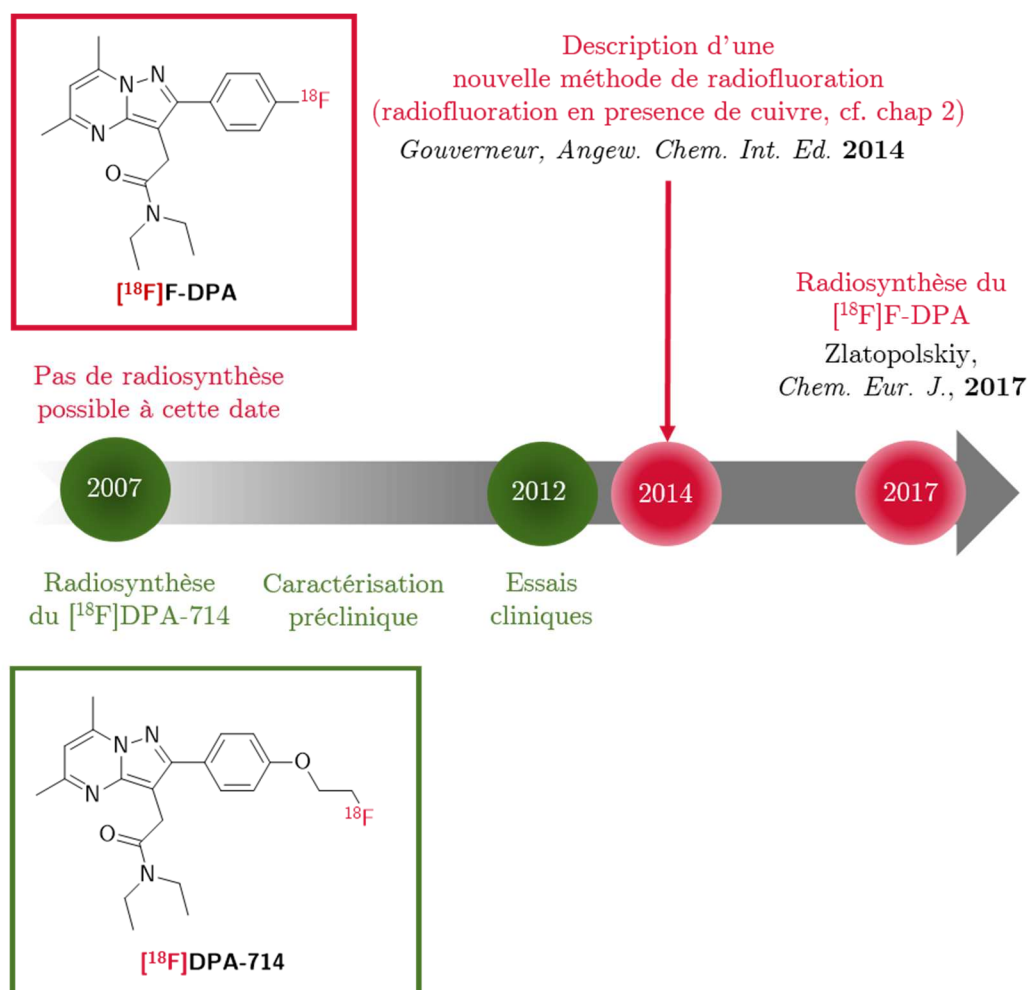 N
N
N
18F
O
N
[18F]F-DPA
Description d'une
nouvelle méthode de radiofluoration
(radiofluoration en presence de cuivre, cf. chap 2)
Gouverneur, Angew. Chem. Int. Ed. 2014
Radiosynthèse du
[18F]F-DPA
Zlatopolskiy,
Chem. Eur. J., 2017
Pas de radiosynthèse
possible à cette date
2007
2012
2014
2017
Radiosynthèse
du [18F]DPA-714
Caractérisation
préclinique
Essais
cliniques
N
N
N
O
18F
O
N
[18F]DPA-714